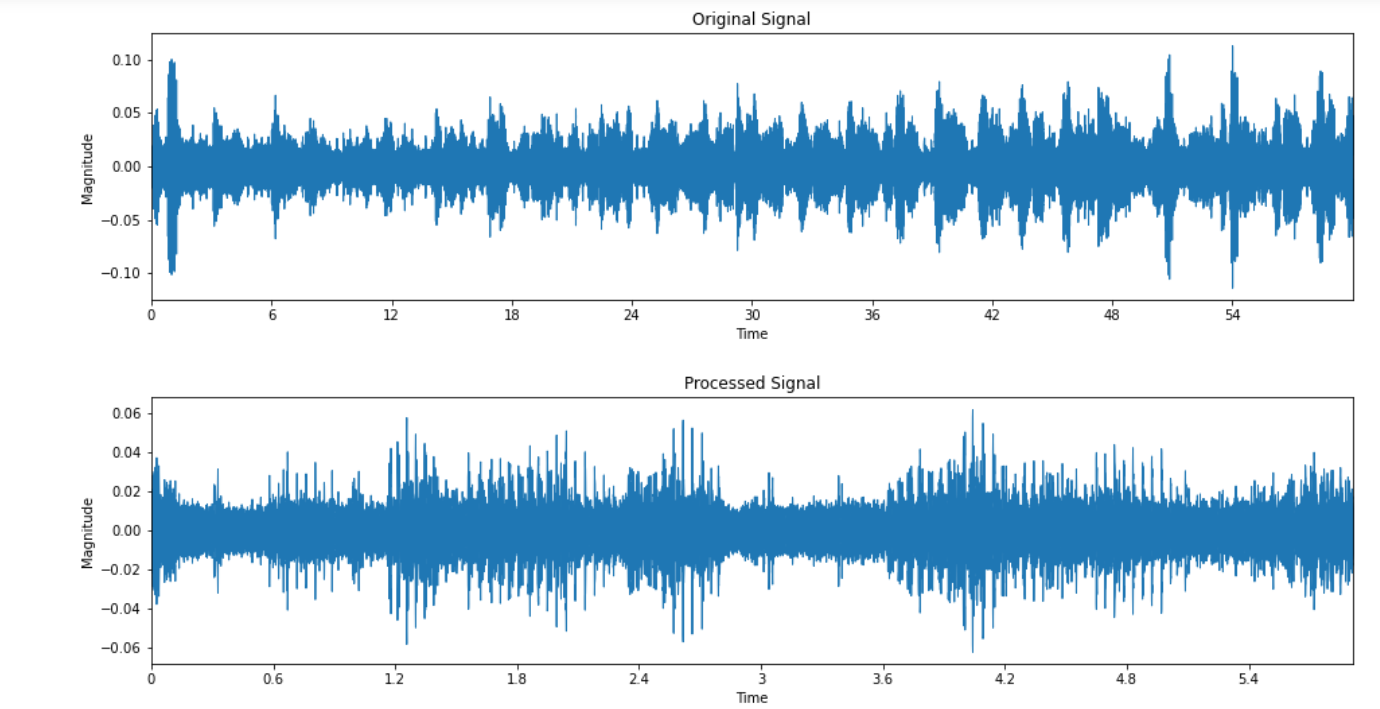 Original Signal
0.10
0.05
0.00
−0.05
−0.10
Magnitude
0 6 12 18 24 30 36 42 48 54
Time
Processed Signal
0.06
0.04
0.02
0.00
−0.02
−0.04
−0.06
Magnitude
0 0.6 1.2 1.8 2.4 3 3.6 4.2 4.8 5.4
Time